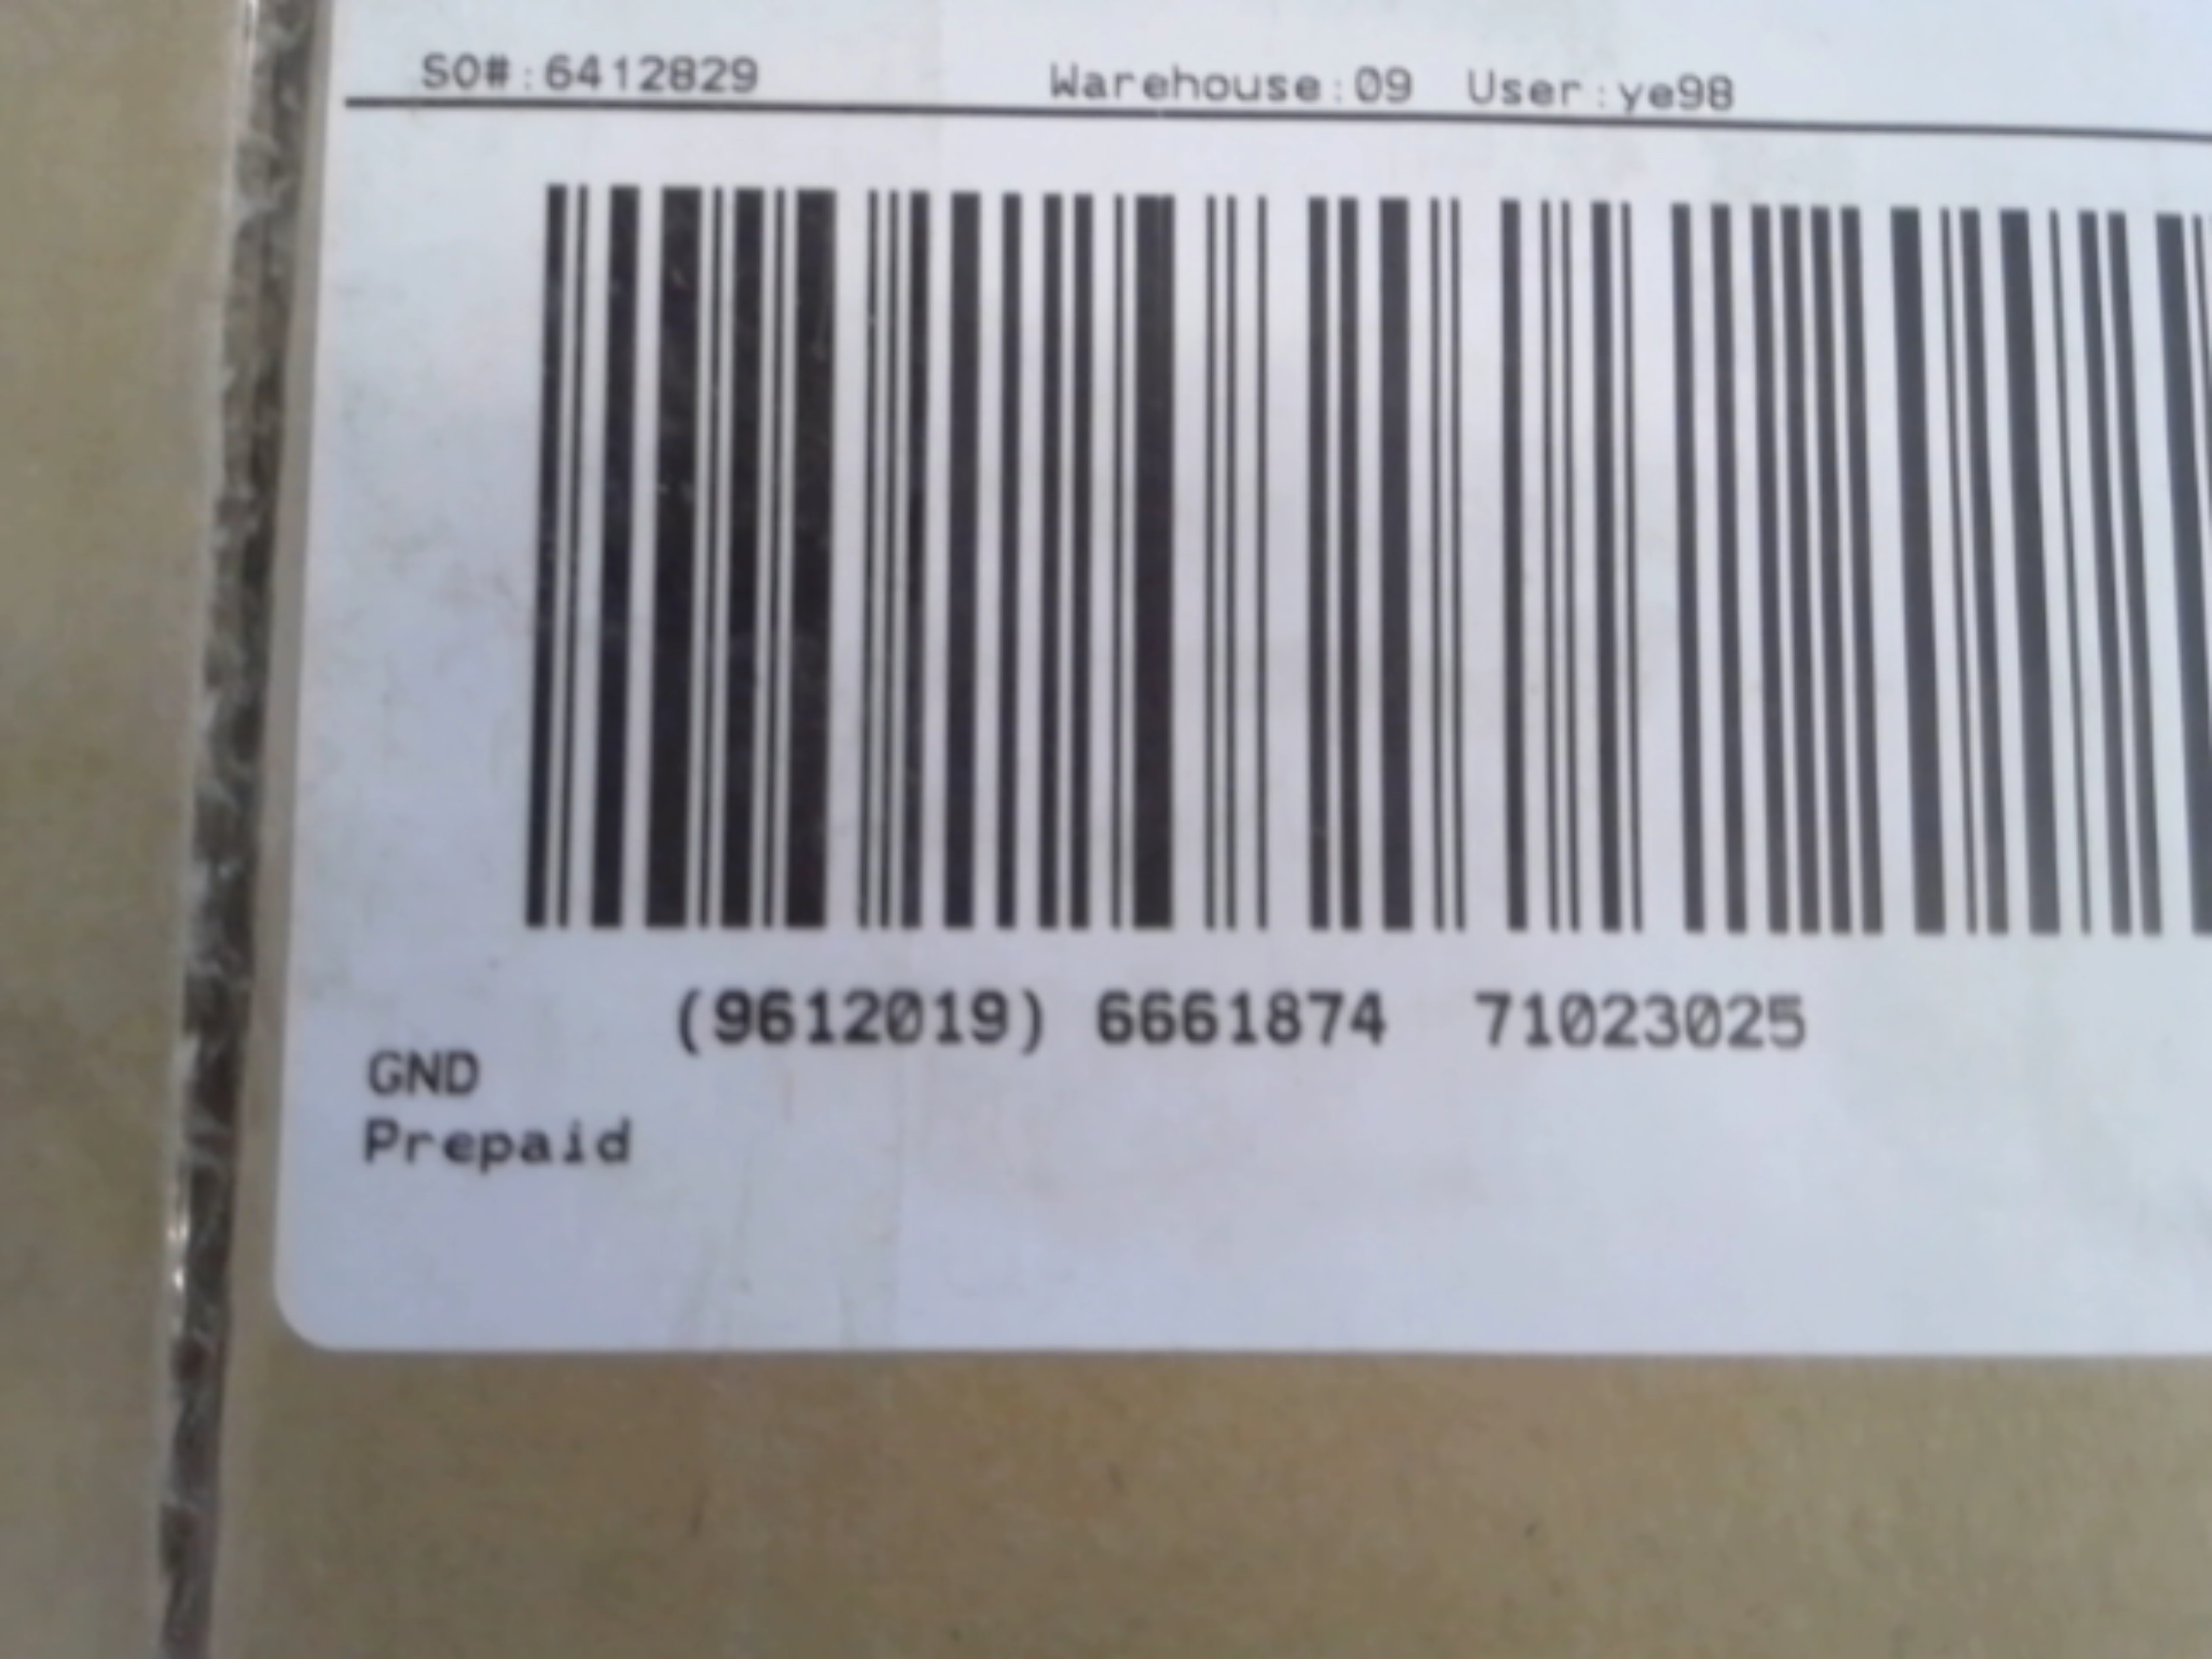 SO#:6412829 Warehouse:09 User:ye98
(9612019) 6661874 71023025
GND
Prepaid